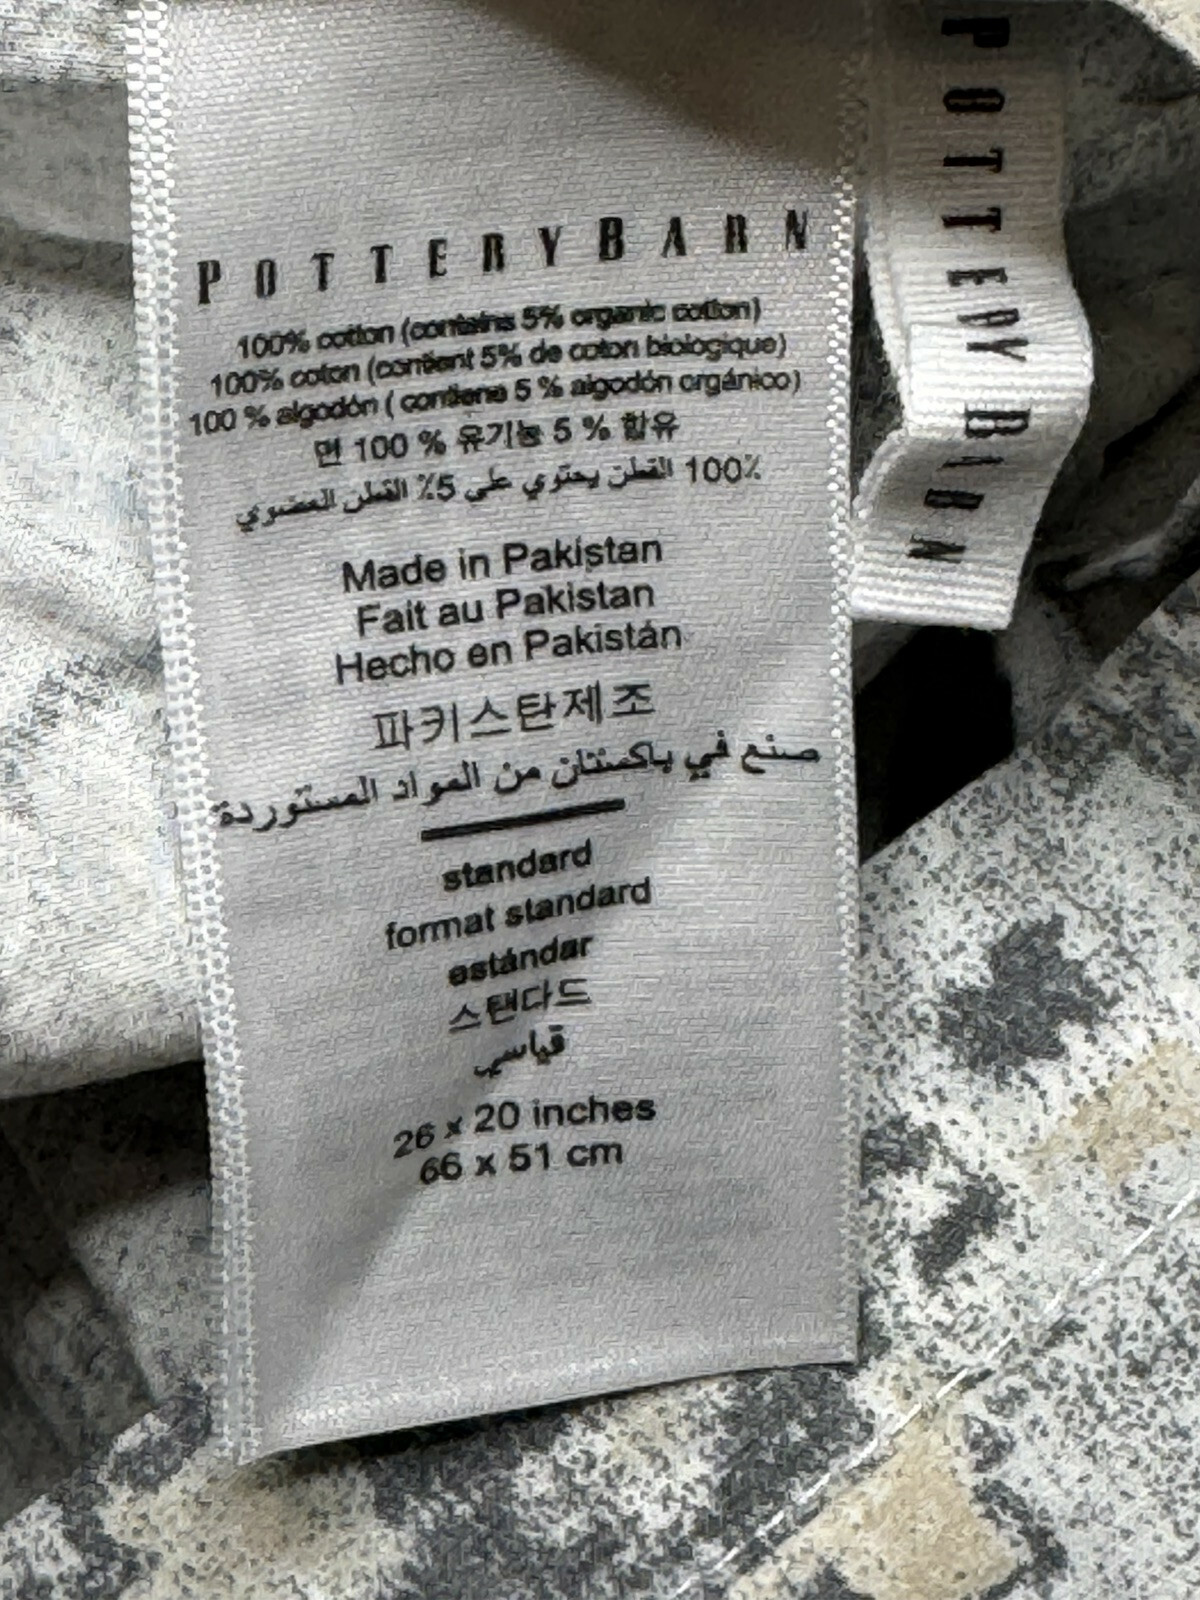 POTTERY BARN
100% cotton (contains 5% organic cotton)
100% coton (contient 5% de coton biologique)
100 % algodón ( contiene 5 % algodón orgánico)
면 100 % 유기농 5 % 함유
100٪ القطن يحتوي على 5٪ القطن العضوي
Made in Pakistan
Fait au Pakistan
Hecho en Pakistán
파키스탄제조
صنع في باكستان من المواد المستوردة
standard
format standard
estándar
스탠다드
قياسي
26 x 20 inches
66 x 51 cm
POTTERY BARN